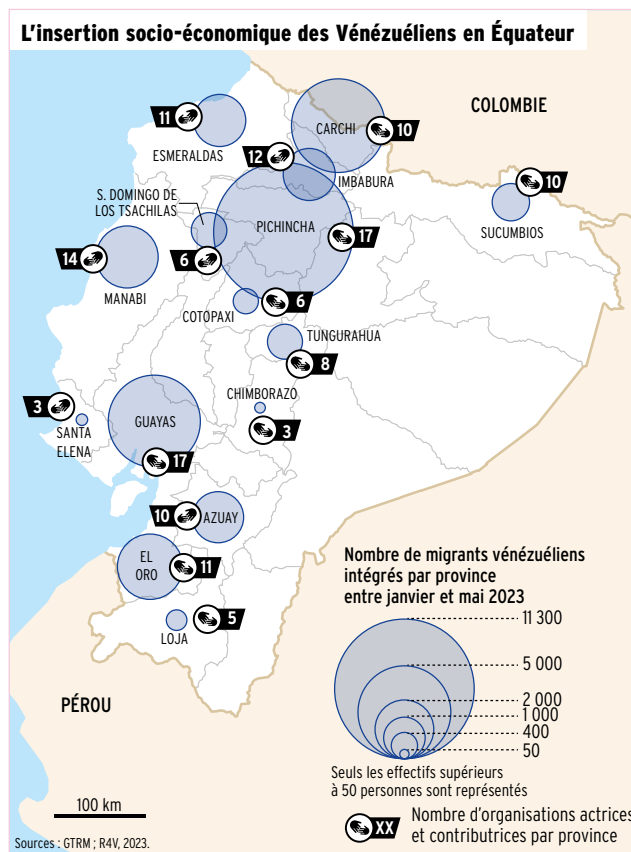 L'insertion socio-économique des Vénézuéliens en Équateur
COLOMBIE
11
ESMERALDAS
CARCHI
10
12
IMBABURA
10
SUCUMBIOS
S. DOMINGO DE
LOS TSACHILAS
PICHINCHA
17
14
MANABI
6
COTOPAXI
6
TUNGURAHUA
8
CHIMBORAZO
3
3
SANTA
ELENA
GUAYAS
17
10
AZUAY
EL
ORO
11
5
LOJA
PÉROU
Nombre de migrants vénézuéliens
intégrés par province
entre janvier et mai 2023
11 300
5 000
2 000
1 000
400
50
Seuls les effectifs supérieurs
à 50 personnes sont représentés
XX
Nombre d'organisations actrices
et contributrices par province
100 km
Sources : GTRM ; R4V, 2023.